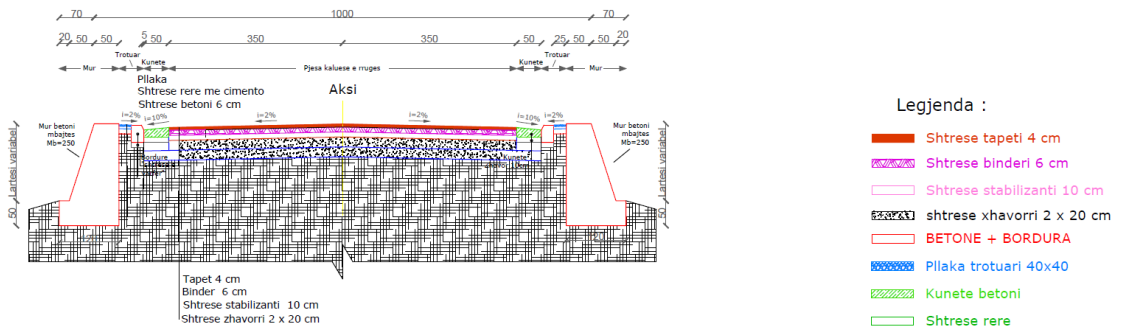 70 1000 70
20 50 50 5 50 350 350 50 25 50 50 20
Trotuar Trotuar
Mur Kunete Pjesa kaluese e rruges Kunete Mur
Pllaka
Shtrese rere me cimento
Shtrese betoni 6 cm
Aksi
i=2% i=10% i=2% i=2% i=10% i=2%
Mur betoni
mbajtes
Mb=250
Mur betoni
mbajtes
Mb=250
Lartesi variabel
50
Lartesi variabel
50
Kunete
Tapet 4 cm
Binder 6 cm
Shtrese stabilizanti 10 cm
Shtrese zhavorri 2 x 20 cm
Legjenda :
Shtrese tapeti 4 cm
Shtrese binderi 6 cm
Shtrese stabilizanti 10 cm
shtrese xhavorri 2 x 20 cm
BETONE + BORDURA
Pllaka trotuari 40x40
Kunete betoni
Shtrese rere